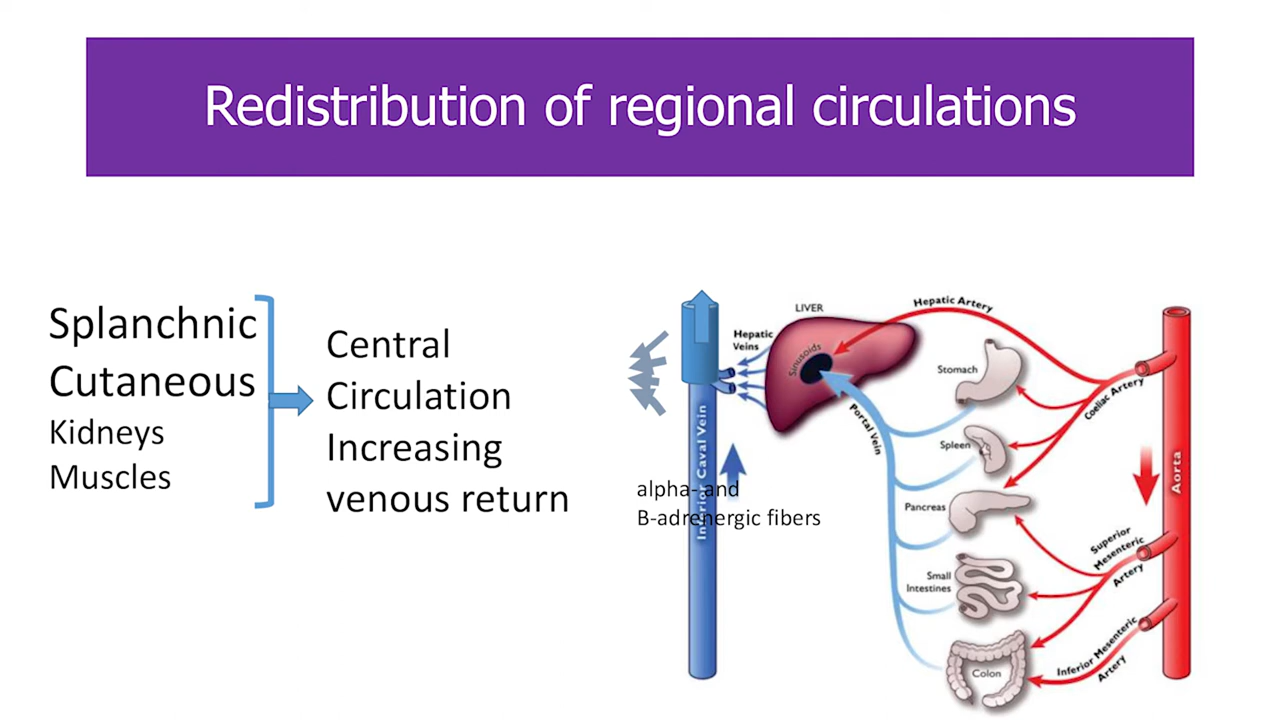 Redistribution of regional circulations
Splanchnic
Cutaneous
Kidneys
Muscles
Central
Circulation
Increasing
venous return
alpha- and
B-adrenergic fibers
Inferior Caval Vein
Hepatic
Veins
LIVER
Sinusoids
Hepatic Artery
Portal Vein
Stomach
Spleen
Pancreas
Small
Intestines
Colon
Coeliac Artery
Superior
Mesenteric
Artery
Inferior Mesenteric
Artery
Aorta